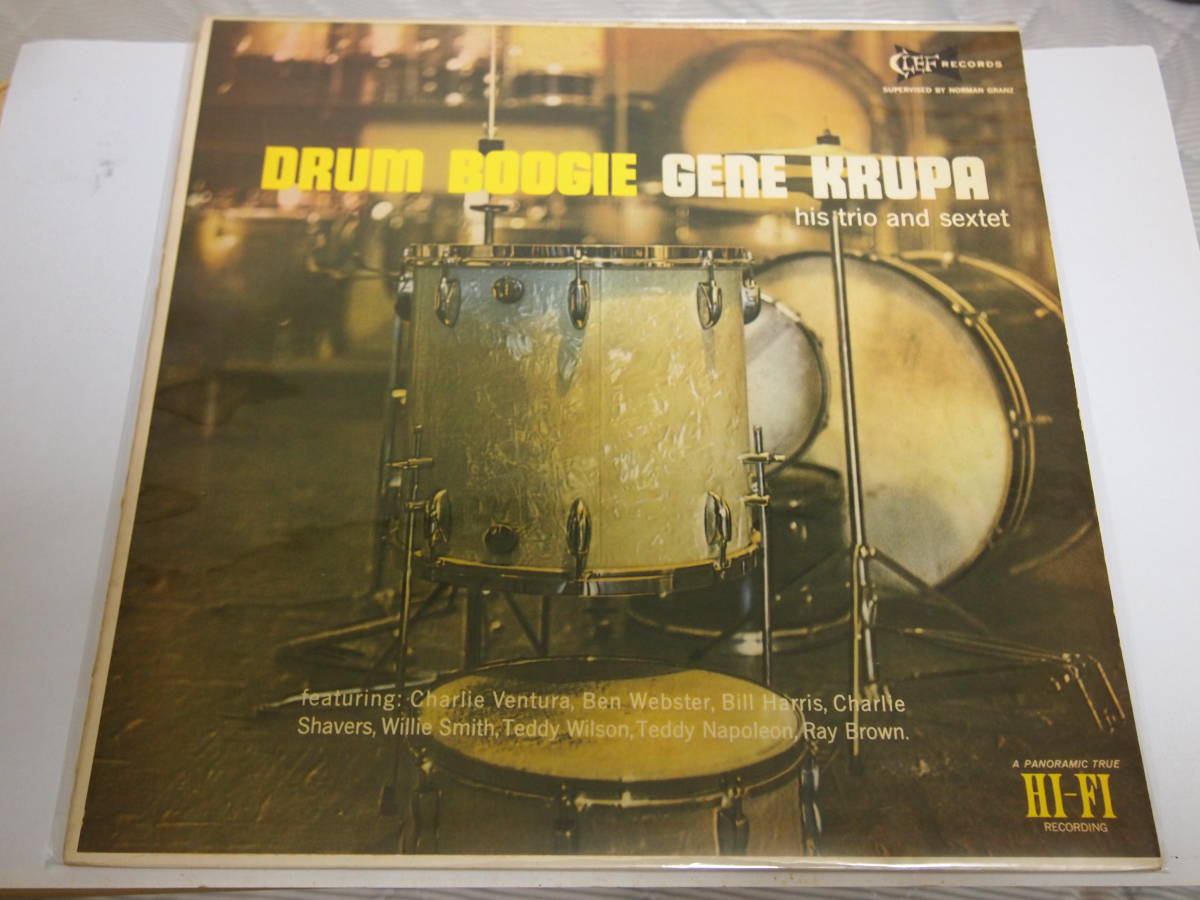 CLEF RECORDS
SUPERVISED BY NORMAN GRANZ
DRUM BOOGIE GENE KRUPA
his trio and sextet
featuring: Charlie Ventura, Ben Webster, Bill Harris, Charlie
Shavers, Willie Smith, Teddy Wilson, Teddy Napoleon, Ray Brown.
A PANORAMIC TRUE
HI-FI
RECORDING